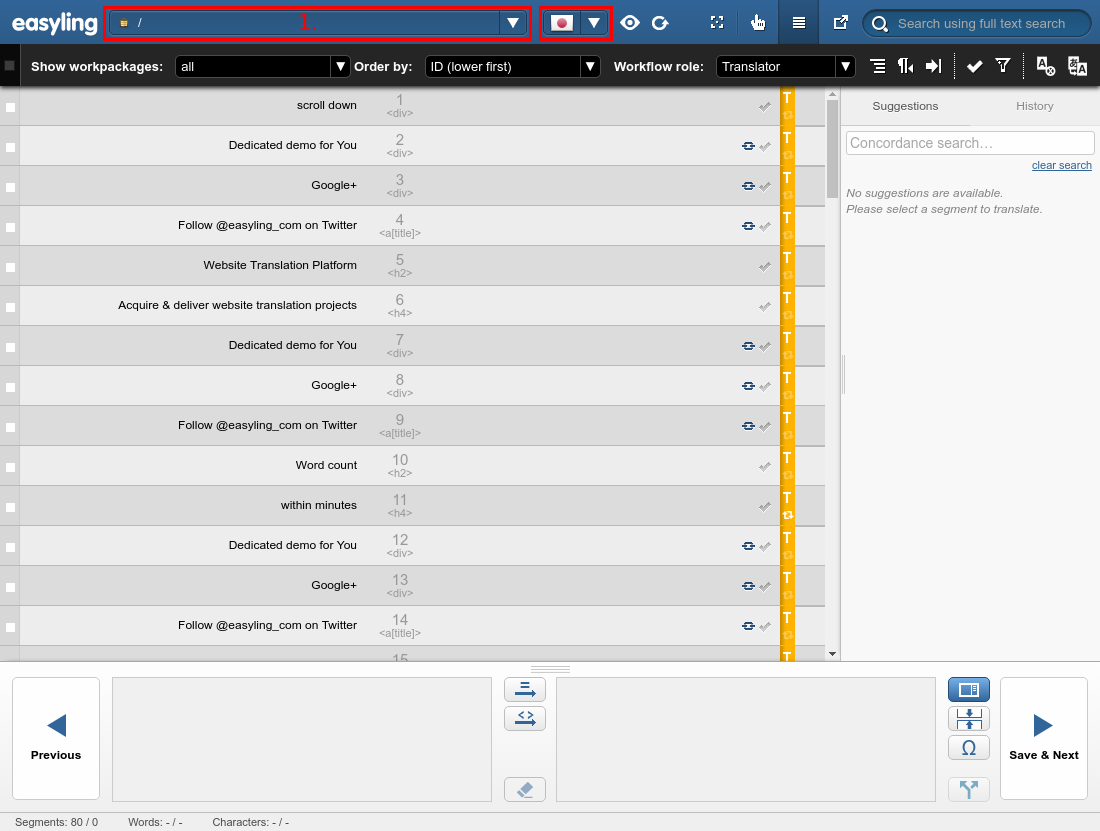 easyling
/
1.
Search using full text search
Show workpackages:
all
Order by:
ID (lower first)
Workflow role:
Translator
scroll down
1
<div>
T
Dedicated demo for You
2
<div>
T
Google+
3
<div>
T
Follow @easyling_com on Twitter
4
<a[title]>
T
Website Translation Platform
5
<h2>
T
Acquire & deliver website translation projects
6
<h4>
T
Dedicated demo for You
7
<div>
T
Google+
8
<div>
T
Follow @easyling_com on Twitter
9
<a[title]>
T
Word count
10
<h2>
T
within minutes
11
<h4>
T
Dedicated demo for You
12
<div>
T
Google+
13
<div>
T
Follow @easyling_com on Twitter
14
<a[title]>
T
15
T
Suggestions
History
Concordance search...
clear search
No suggestions are available.
Please select a segment to translate.
Previous
Ω
Save & Next
Segments: 80 / 0
Words: - / -
Characters: - / -